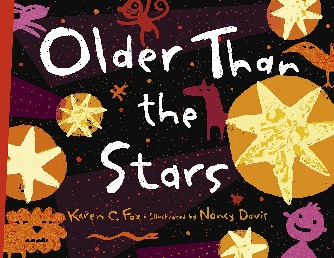 Older Than
the
Stars
Karen C. Fox • Illustrated by Nancy Davis